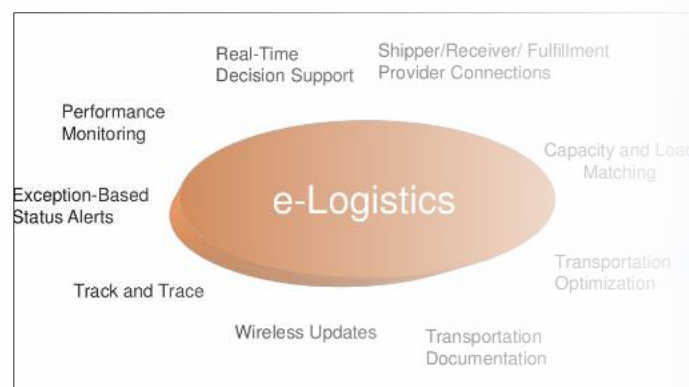 Real-Time
Decision Support
Shipper/Receiver/ Fulfillment
Provider Connections
Performance
Monitoring
Capacity and Load
Matching
Exception-Based
Status Alerts
e-Logistics
Transportation
Optimization
Track and Trace
Wireless Updates
Transportation
Documentation